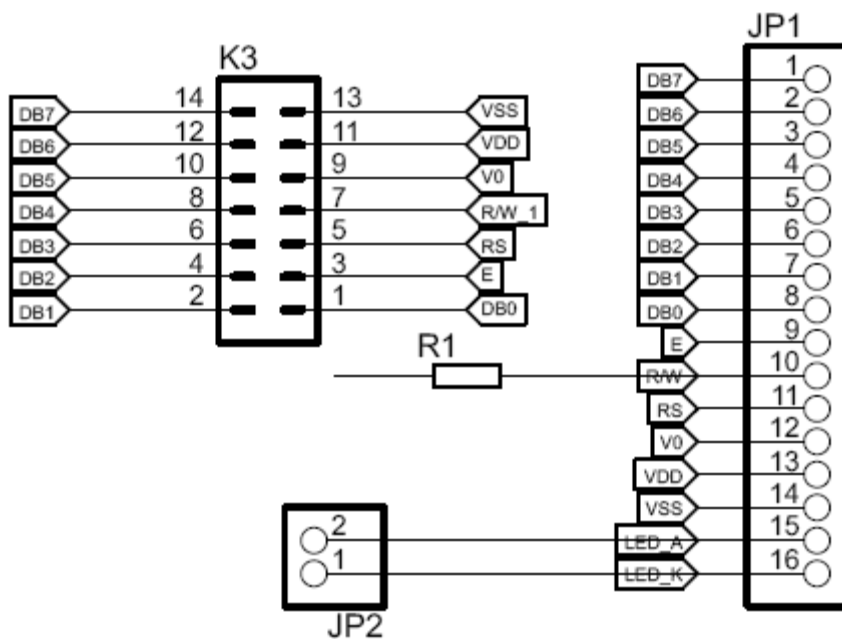 JP1
K3
DB7 14 13 VSS DB7 1
DB6 12 11 VDD DB6 2
DB5 10 9 V0 DB5 3
DB4 8 7 R/W_1 DB4 4
DB3 6 5 RS DB3 5
DB2 4 3 E DB2 6
DB1 2 1 DB0 DB1 7
DB0 8
E 9
R1
R/W 10
RS 11
V0 12
VDD 13
VSS 14
2 LED_A 15
1 LED_K 16
JP2